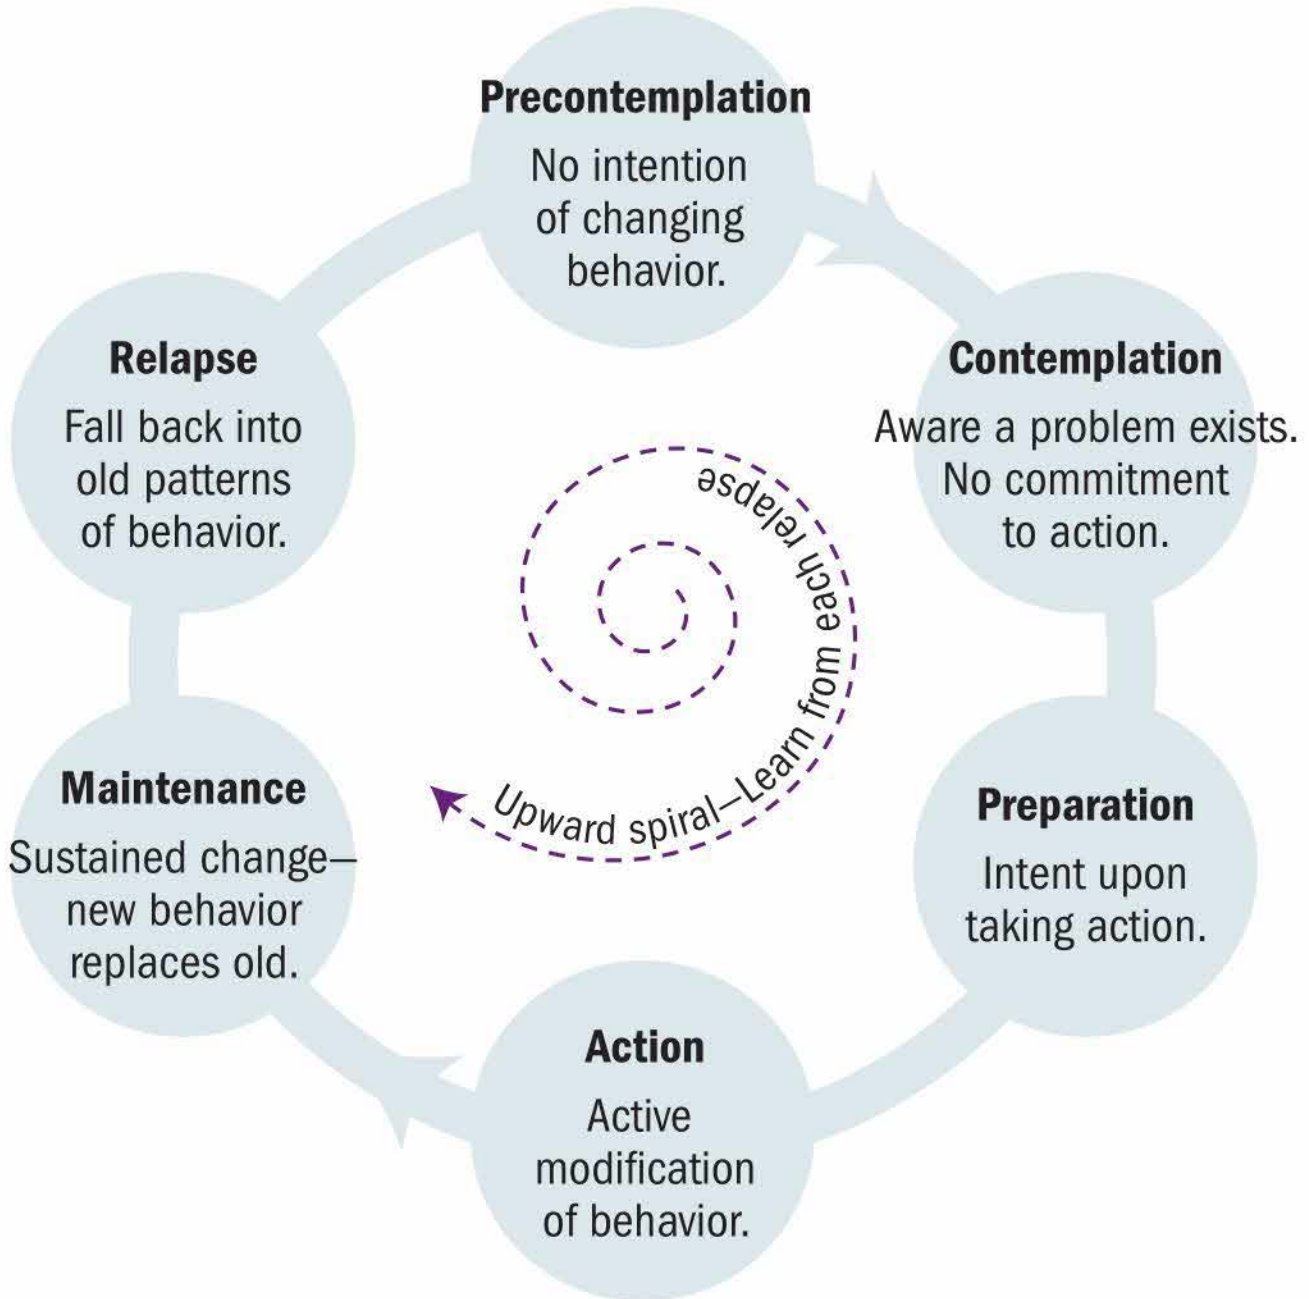 Precontemplation
No intention
of changing
behavior.
Contemplation
Aware a problem exists.
No commitment
to action.
Preparation
Intent upon
taking action.
Action
Active
modification
of behavior.
Maintenance
Sustained change—
new behavior
replaces old.
Relapse
Fall back into
old patterns
of behavior.
Upward spiral—Learn from each relapse